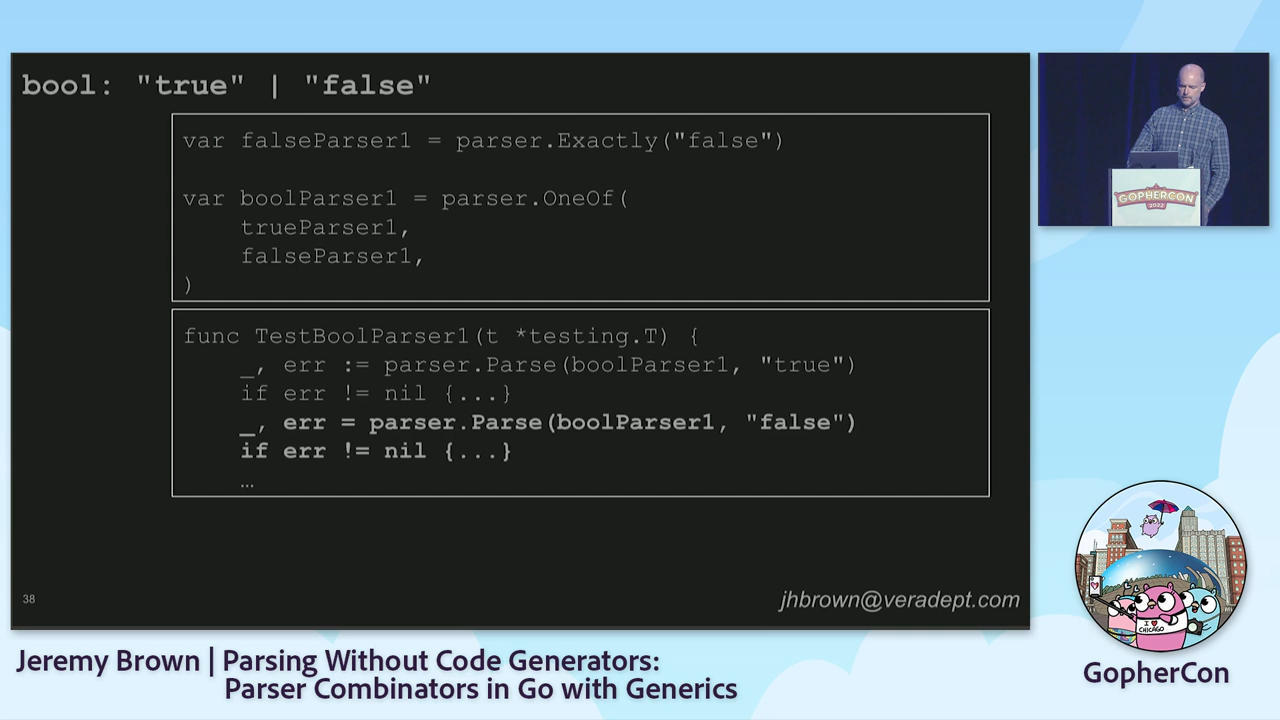 bool: "true" | "false"
var falseParser1 = parser.Exactly("false")
var boolParser1 = parser.OneOf(
    trueParser1,
    falseParser1,
)
func TestBoolParser1(t *testing.T) {
    _, err := parser.Parse(boolParser1, "true")
    if err != nil {...}
    _, err = parser.Parse(boolParser1, "false")
    if err != nil {...}
    …
38
jhbrown@veradept.com
GOPHERCON
2022
I ♥
CHICAGO
GopherCon
Jeremy Brown | Parsing Without Code Generators:
Parser Combinators in Go with Generics